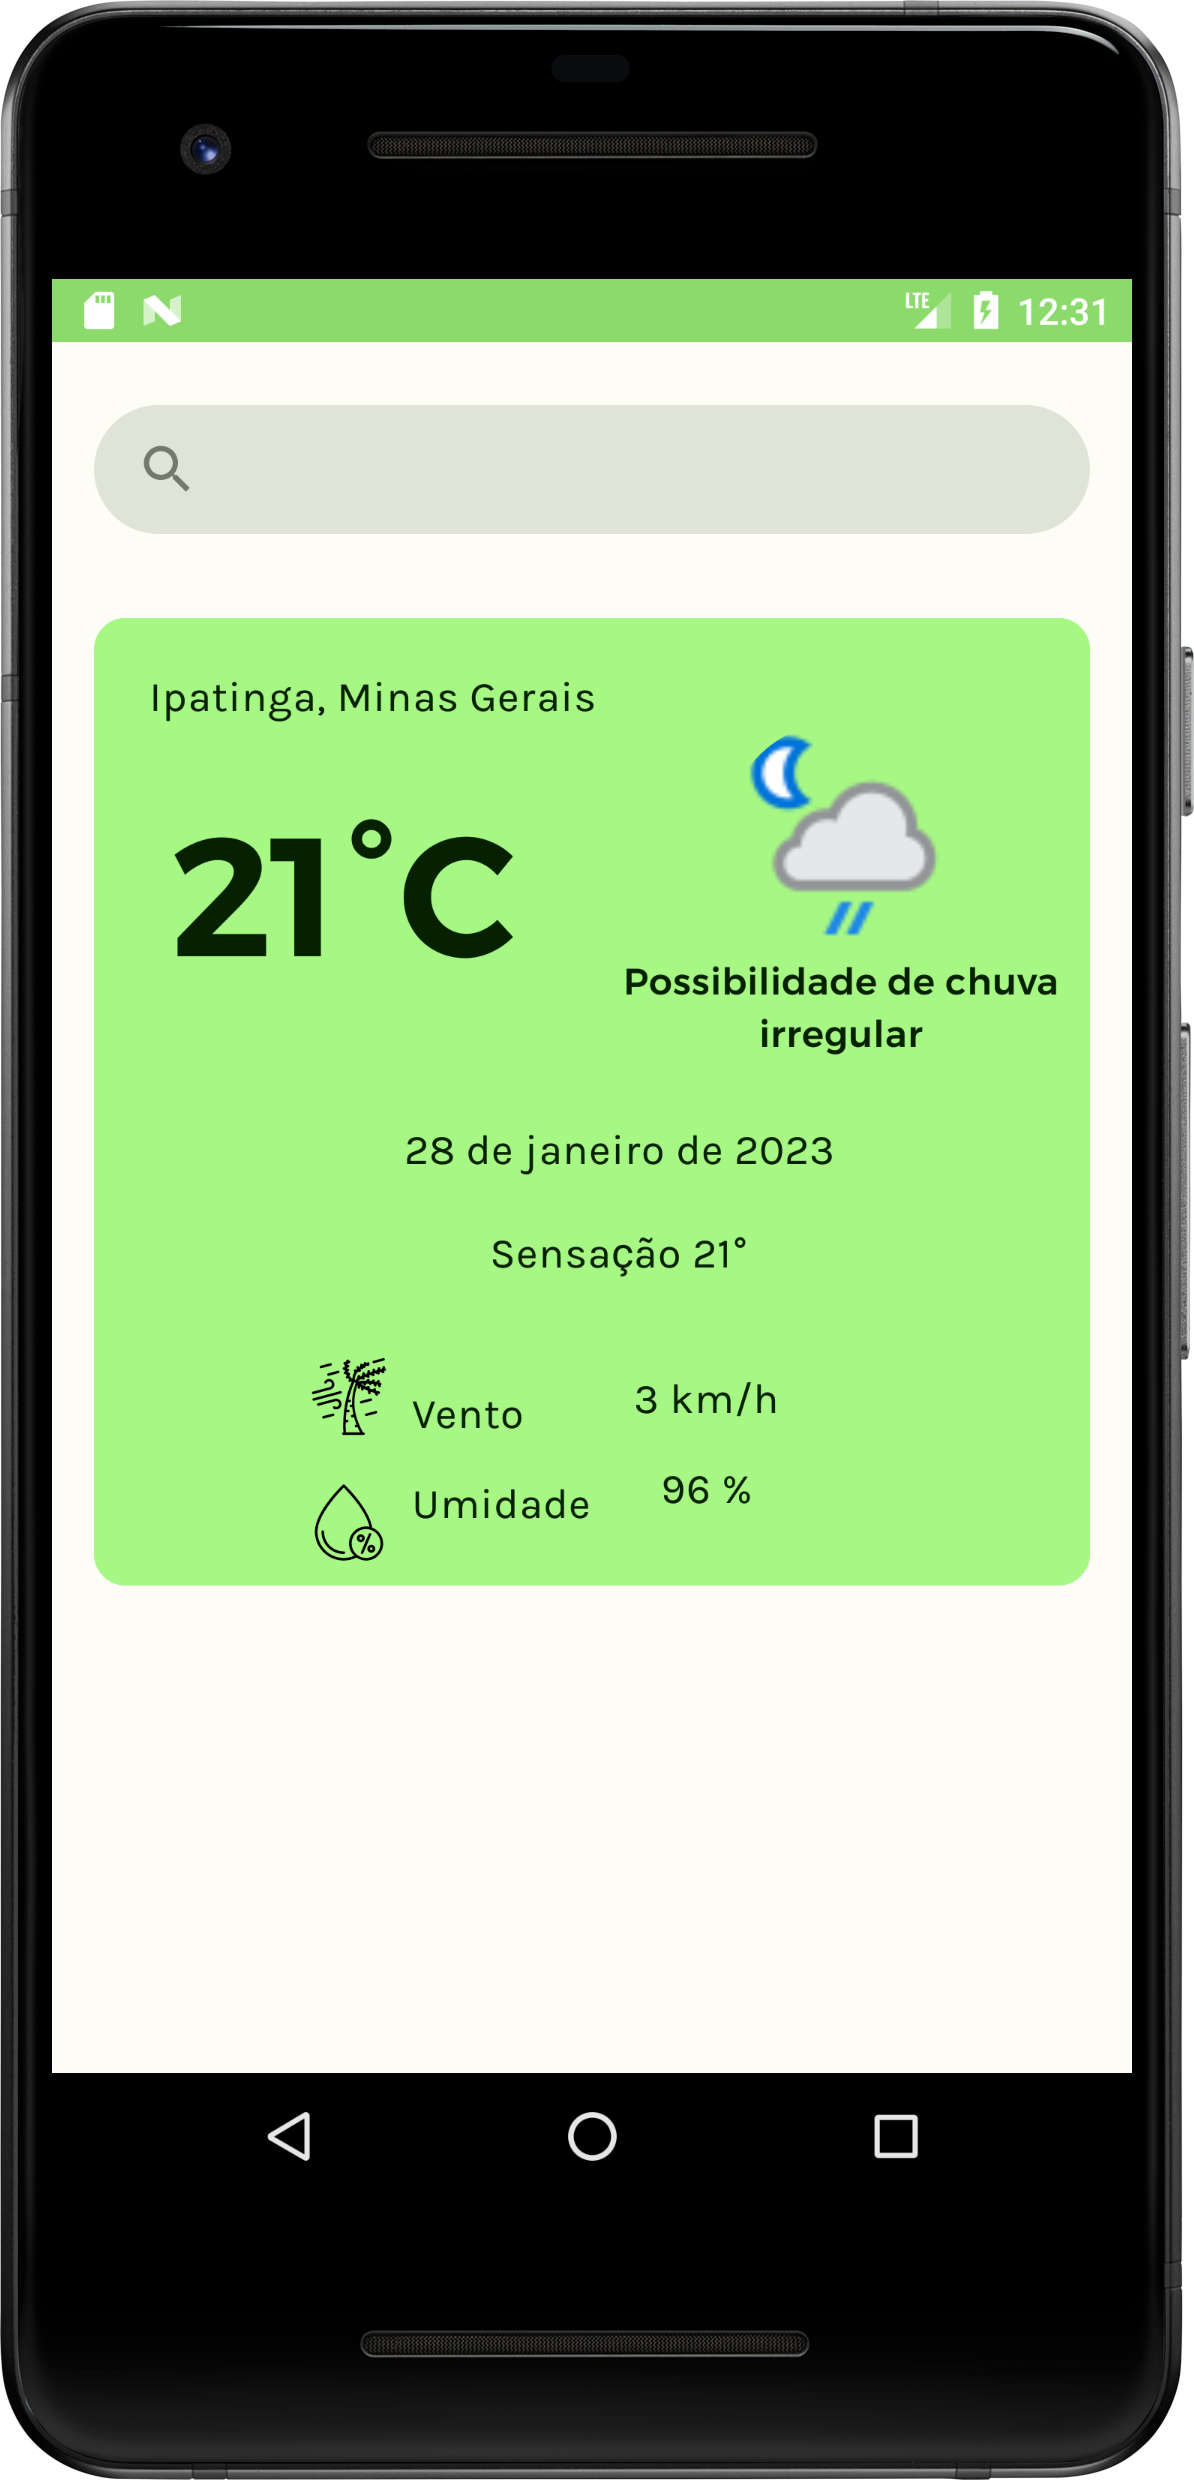 LTE 12:31
Ipatinga, Minas Gerais
21°C
Possibilidade de chuva
irregular
28 de janeiro de 2023
Sensação 21°
Vento 3 km/h
Umidade 96 %